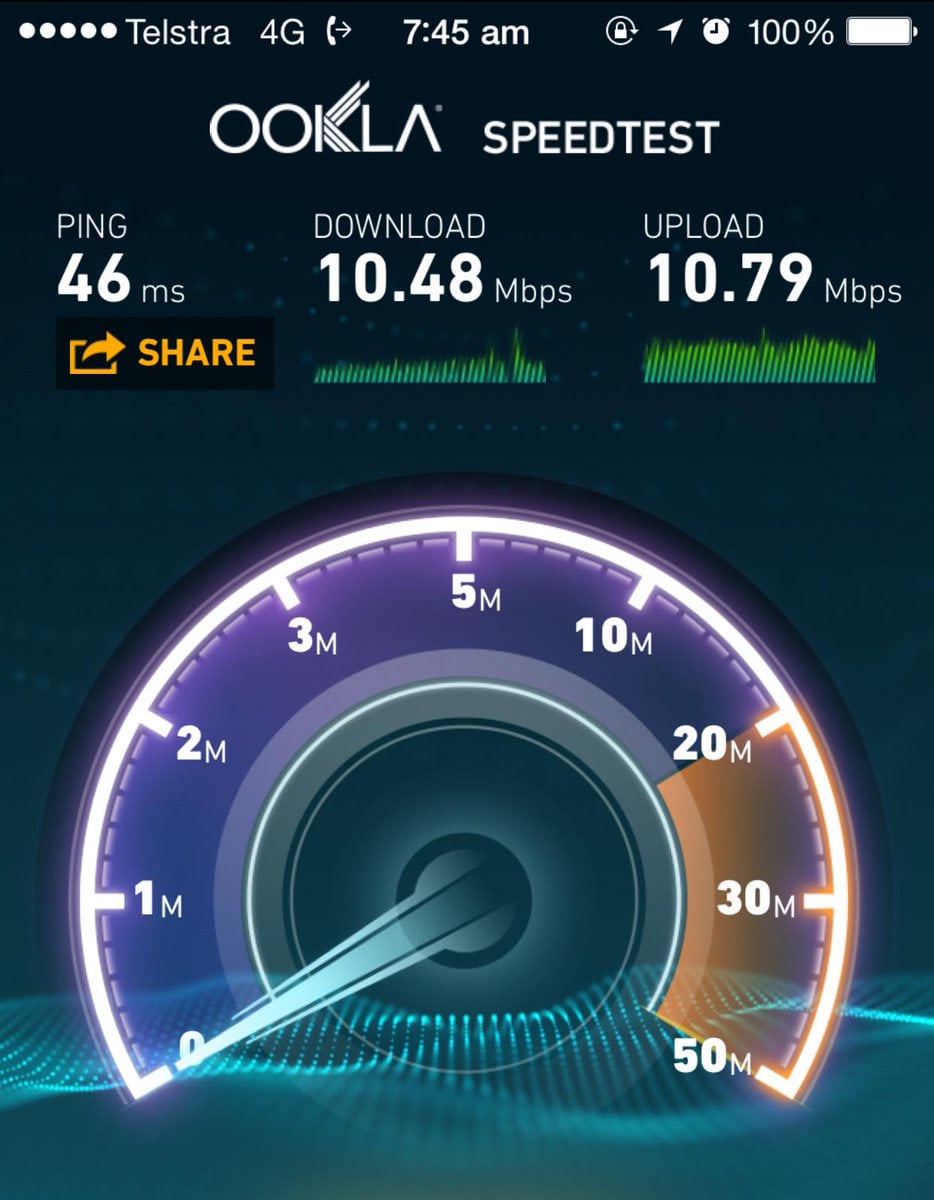 Telstra 4G 7:45 am 100%
OOKLA SPEEDTEST
PING DOWNLOAD UPLOAD
46 ms 10.48 Mbps 10.79 Mbps
SHARE
5M
3M 10M
2M 20M
1M 30M
0 50M